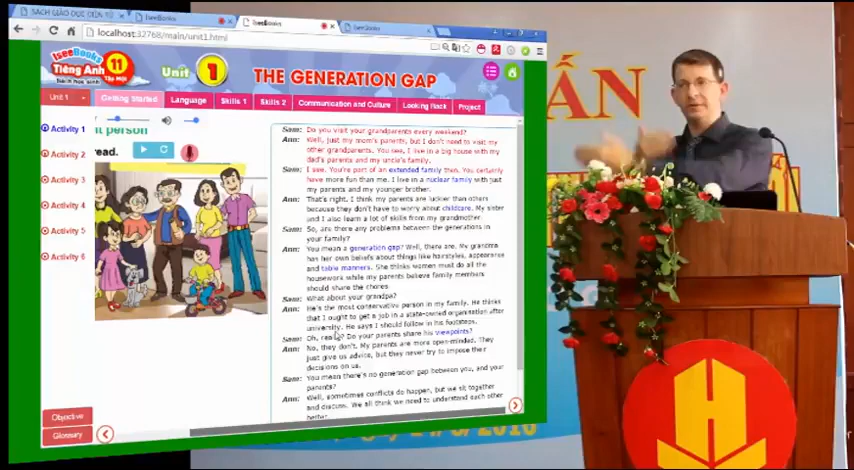 SÁCH GIÁO DỤC ĐIỆN TỬ
IseeBooks
IseeBooks
IseeBooks
localhost:32768/main/unit1.html
IseeBooks
Tiếng Anh 11
Tập Một
Unit 1
THE GENERATION GAP
Unit 1
Getting Started
Language
Skills 1
Skills 2
Communication and Culture
Looking Back
Project
Activity 1
Activity 2
Activity 3
Activity 4
Activity 5
Activity 6
Objective
Glossary
t person
read.
Sam: Do you visit your grandparents every weekend?
Ann: Well, just my mom's parents, but I don't need to visit my
other grandparents. You see, I live in a big house with my
dad's parents and my uncle's family.
Sam: I see. You're part of an extended family then. You certainly
have more fun than me. I live in a nuclear family with just
my parents and my younger brother.
Ann: That's right. I think my parents are luckier than others
because they don't have to worry about childcare. My sister
and I also learn a lot of skills from my grandmother.
Sam: So, are there any problems between the generations in
your family?
Ann: You mean a generation gap? Well, there are. My grandma
has her own beliefs about things like hairstyles, appearance
and table manners. She thinks women must do all the
housework while my parents believe family members
should share the chores.
Sam: What about your grandpa?
Ann: He's the most conservative person in my family. He thinks
that I ought to get a job in a state-owned organisation after
university. He says I should follow in his footsteps.
Sam: Oh, really? Do your parents share his viewpoints?
Ann: No, they don't. My parents are more open-minded. They
just give us advice, but they never try to impose their
decisions on us.
Sam: You mean there's no generation gap between you, and your
parents?
Ann: Well, sometimes conflicts do happen, but we sit together
and discuss. We all think we need to understand each other
better.
ẤN
2016
H